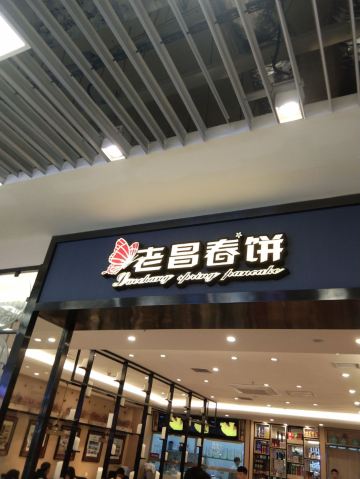 老昌春饼
Laochang spring pancake